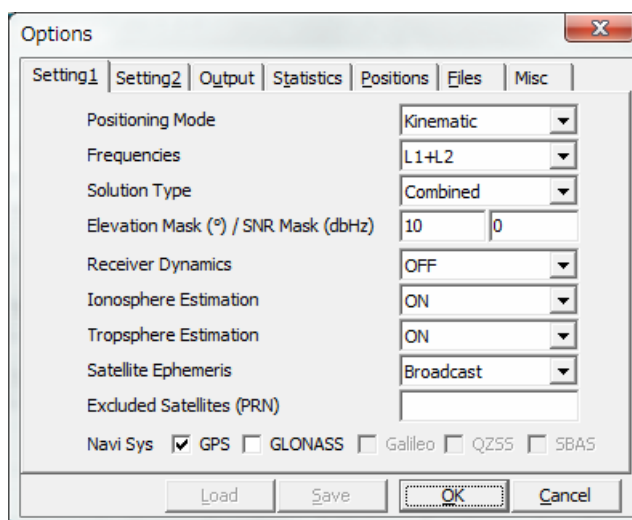 Options
Setting1 Setting2 Output Statistics Positions Files Misc
Positioning Mode Kinematic
Frequencies L1+L2
Solution Type Combined
Elevation Mask (°) / SNR Mask (dbHz) 10 0
Receiver Dynamics OFF
Ionosphere Estimation ON
Tropsphere Estimation ON
Satellite Ephemeris Broadcast
Excluded Satellites (PRN)
Navi Sys GPS GLONASS Galileo QZSS SBAS
Load Save OK Cancel